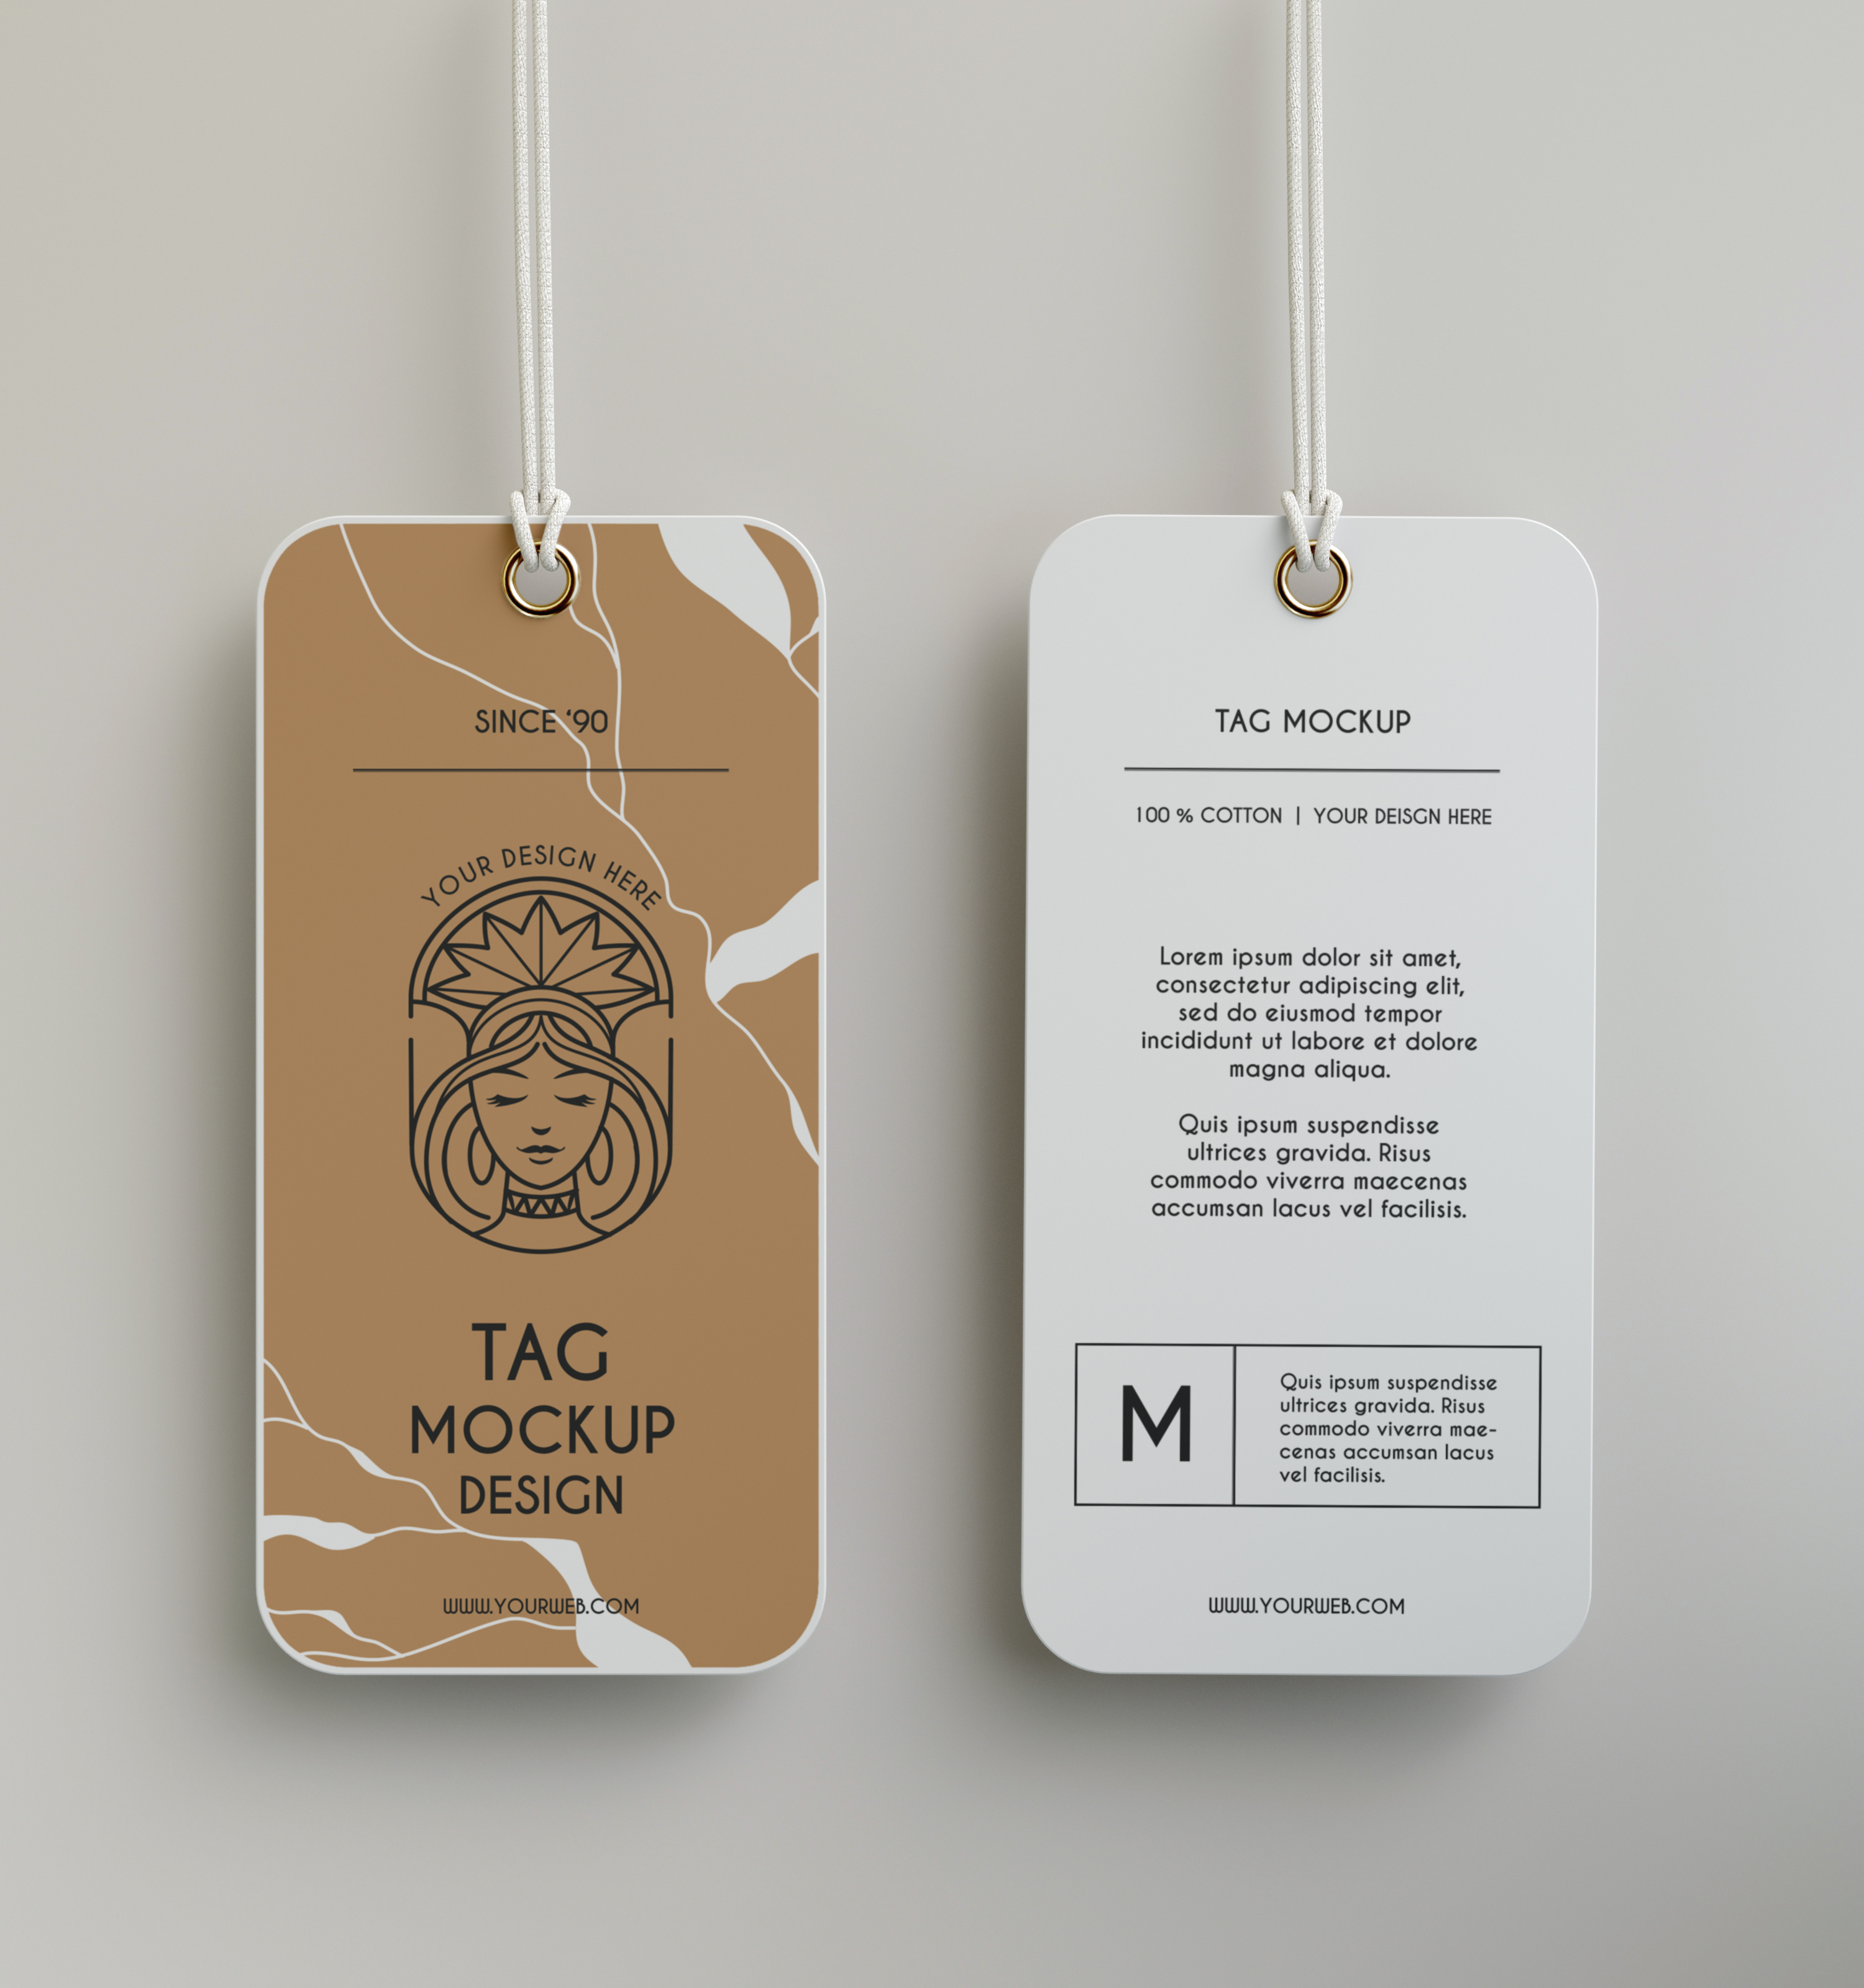 SINCE ‘90
YOUR DESIGN HERE
TAG
MOCKUP
DESIGN
WWW.YOURWEB.COM
TAG MOCKUP
100 % COTTON | YOUR DEISGN HERE
Lorem ipsum dolor sit amet,
consectetur adipiscing elit,
sed do eiusmod tempor
incididunt ut labore et dolore
magna aliqua.
Quis ipsum suspendisse
ultrices gravida. Risus
commodo viverra maecenas
accumsan lacus vel facilisis.
M
Quis ipsum suspendisse
ultrices gravida. Risus
commodo viverra mae-
cenas accumsan lacus
vel facilisis.
WWW.YOURWEB.COM